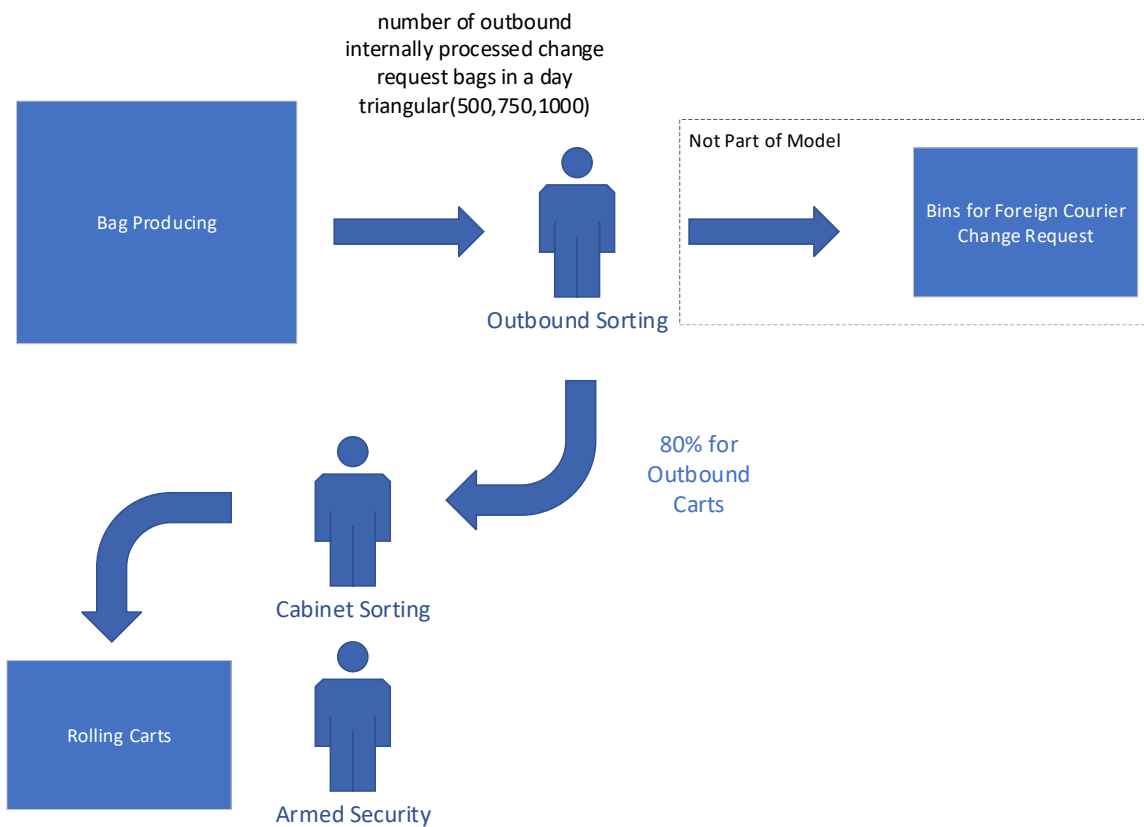 number of outbound
internally processed change
request bags in a day
triangular(500,750,1000)
Bag Producing
Not Part of Model
Bins for Foreign Courier
Change Request
Outbound Sorting
80% for
Outbound
Carts
Cabinet Sorting
Rolling Carts
Armed Security